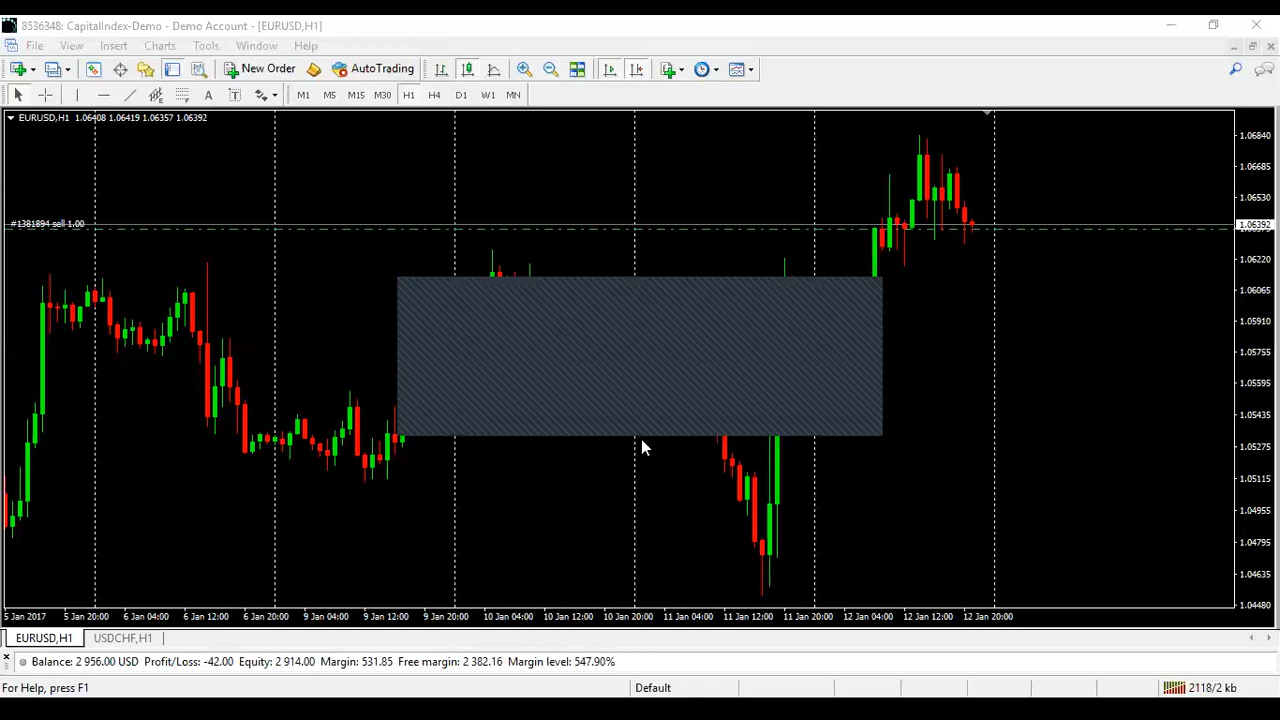 8536348: CapitalIndex-Demo - Demo Account - [EURUSD,H1]
File View Insert Charts Tools Window Help
New Order AutoTrading
A T M1 M5 M15 M30 H1 H4 D1 W1 MN
EURUSD,H1 1.06408 1.06419 1.06357 1.06392
1.06840
1.06685
1.06530
#1381894 sell 1.00
1.06392
1.06220
1.06065
1.05910
1.05755
1.05595
1.05435
1.05275
1.05115
1.04955
1.04795
1.04635
1.04480
5 Jan 2017 5 Jan 20:00 6 Jan 04:00 6 Jan 12:00 6 Jan 20:00 9 Jan 04:00 9 Jan 12:00 9 Jan 20:00 10 Jan 04:00 10 Jan 12:00 10 Jan 20:00 11 Jan 04:00 11 Jan 12:00 11 Jan 20:00 12 Jan 04:00 12 Jan 12:00 12 Jan 20:00
EURUSD,H1 USDCHF,H1
Balance: 2 956.00 USD Profit/Loss: -42.00 Equity: 2 914.00 Margin: 531.85 Free margin: 2 382.16 Margin level: 547.90%
For Help, press F1 Default 2118/2 kb